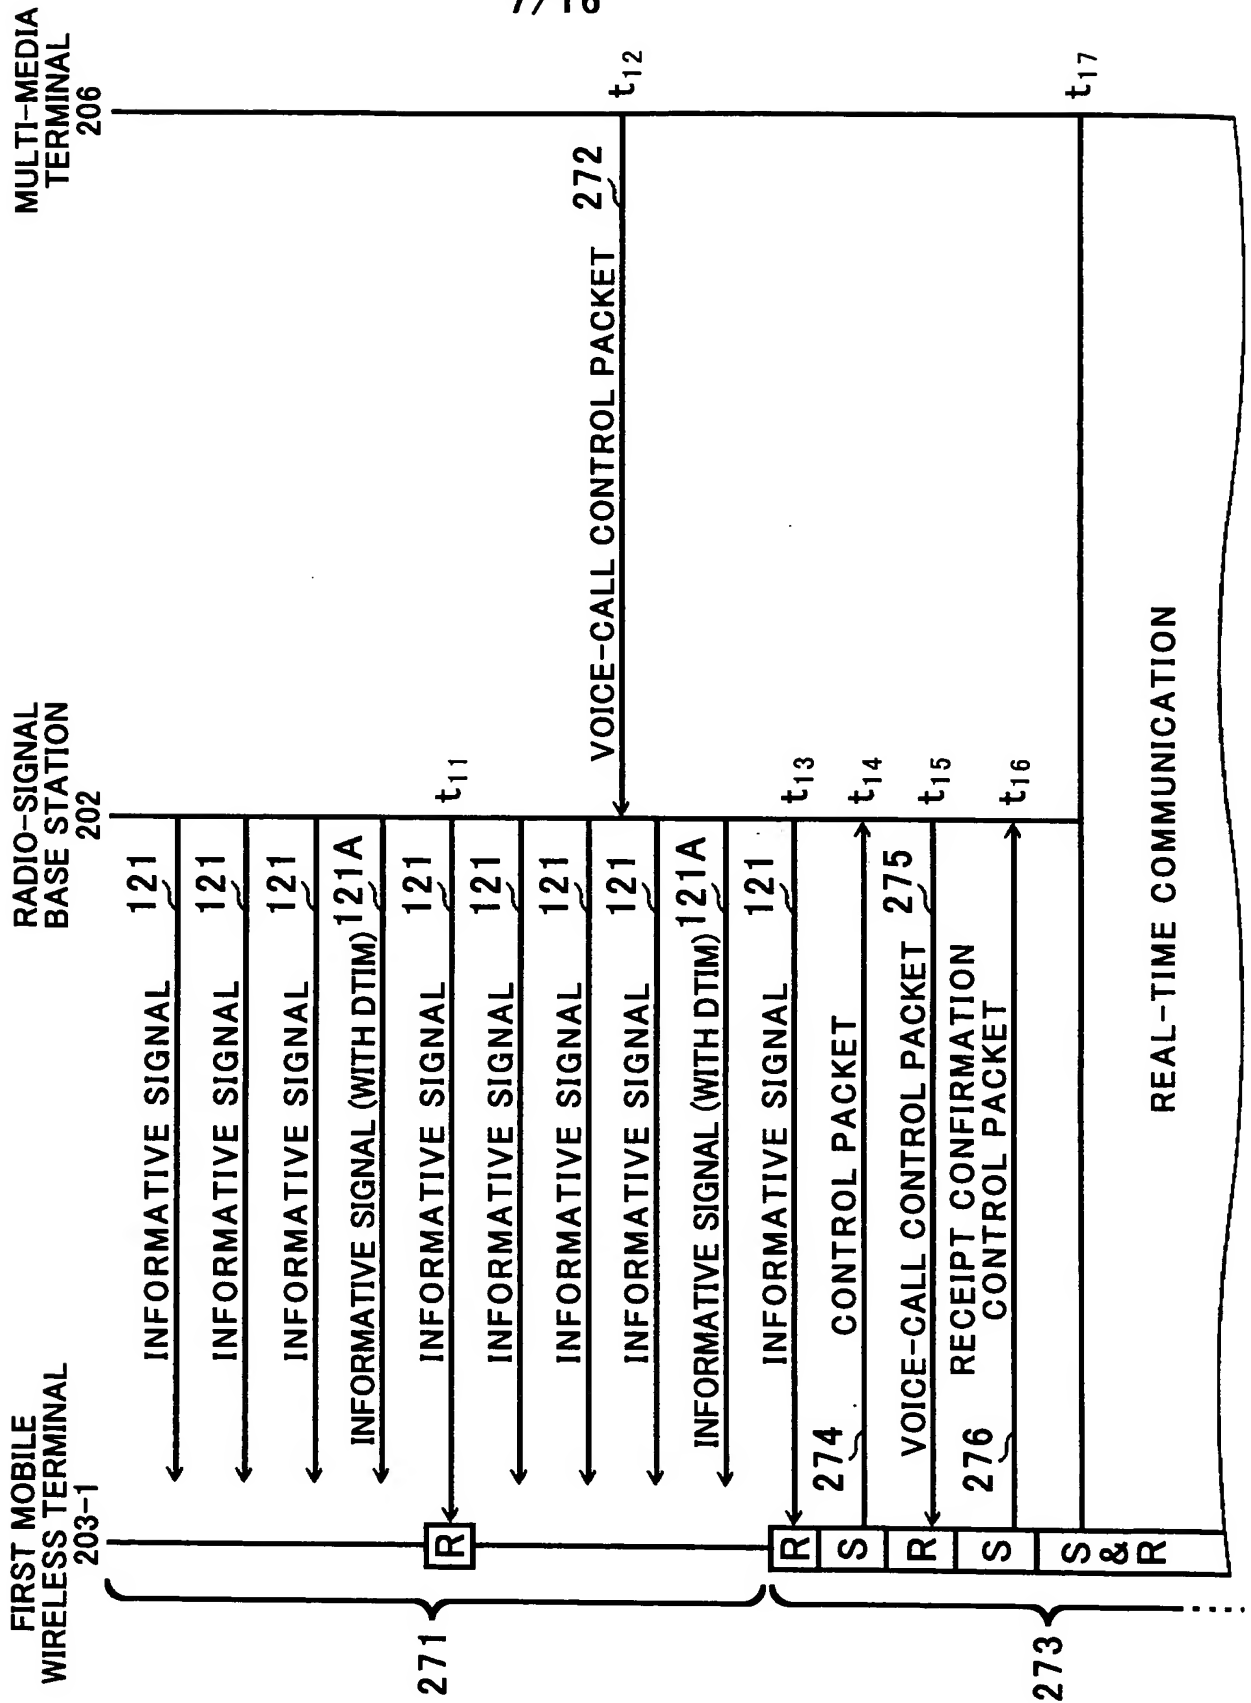 7/16
FIRST MOBILE
WIRELESS TERMINAL
203-1
RADIO-SIGNAL
BASE STATION
202
MULTI-MEDIA
TERMINAL
206
INFORMATIVE SIGNAL 121
INFORMATIVE SIGNAL 121
INFORMATIVE SIGNAL 121
INFORMATIVE SIGNAL (WITH DTIM) 121A
R
INFORMATIVE SIGNAL 121 t11
INFORMATIVE SIGNAL 121
INFORMATIVE SIGNAL 121
VOICE-CALL CONTROL PACKET 272 t12
INFORMATIVE SIGNAL 121
INFORMATIVE SIGNAL (WITH DTIM) 121A
271
R
INFORMATIVE SIGNAL 121 t13
S
274 CONTROL PACKET t14
R
VOICE-CALL CONTROL PACKET 275 t15
S
276 RECEIPT CONFIRMATION
CONTROL PACKET t16
S & R
t17
273
REAL-TIME COMMUNICATION